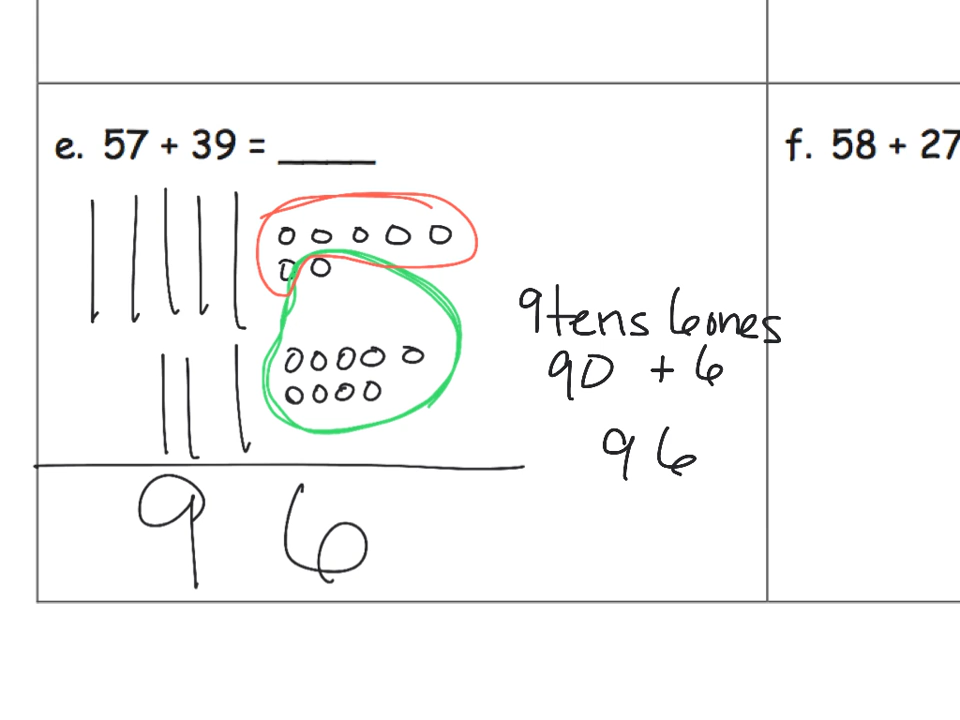 e. 57 + 39 = _____
f. 58 + 27
9tens 6ones
90 + 6
96
9 6